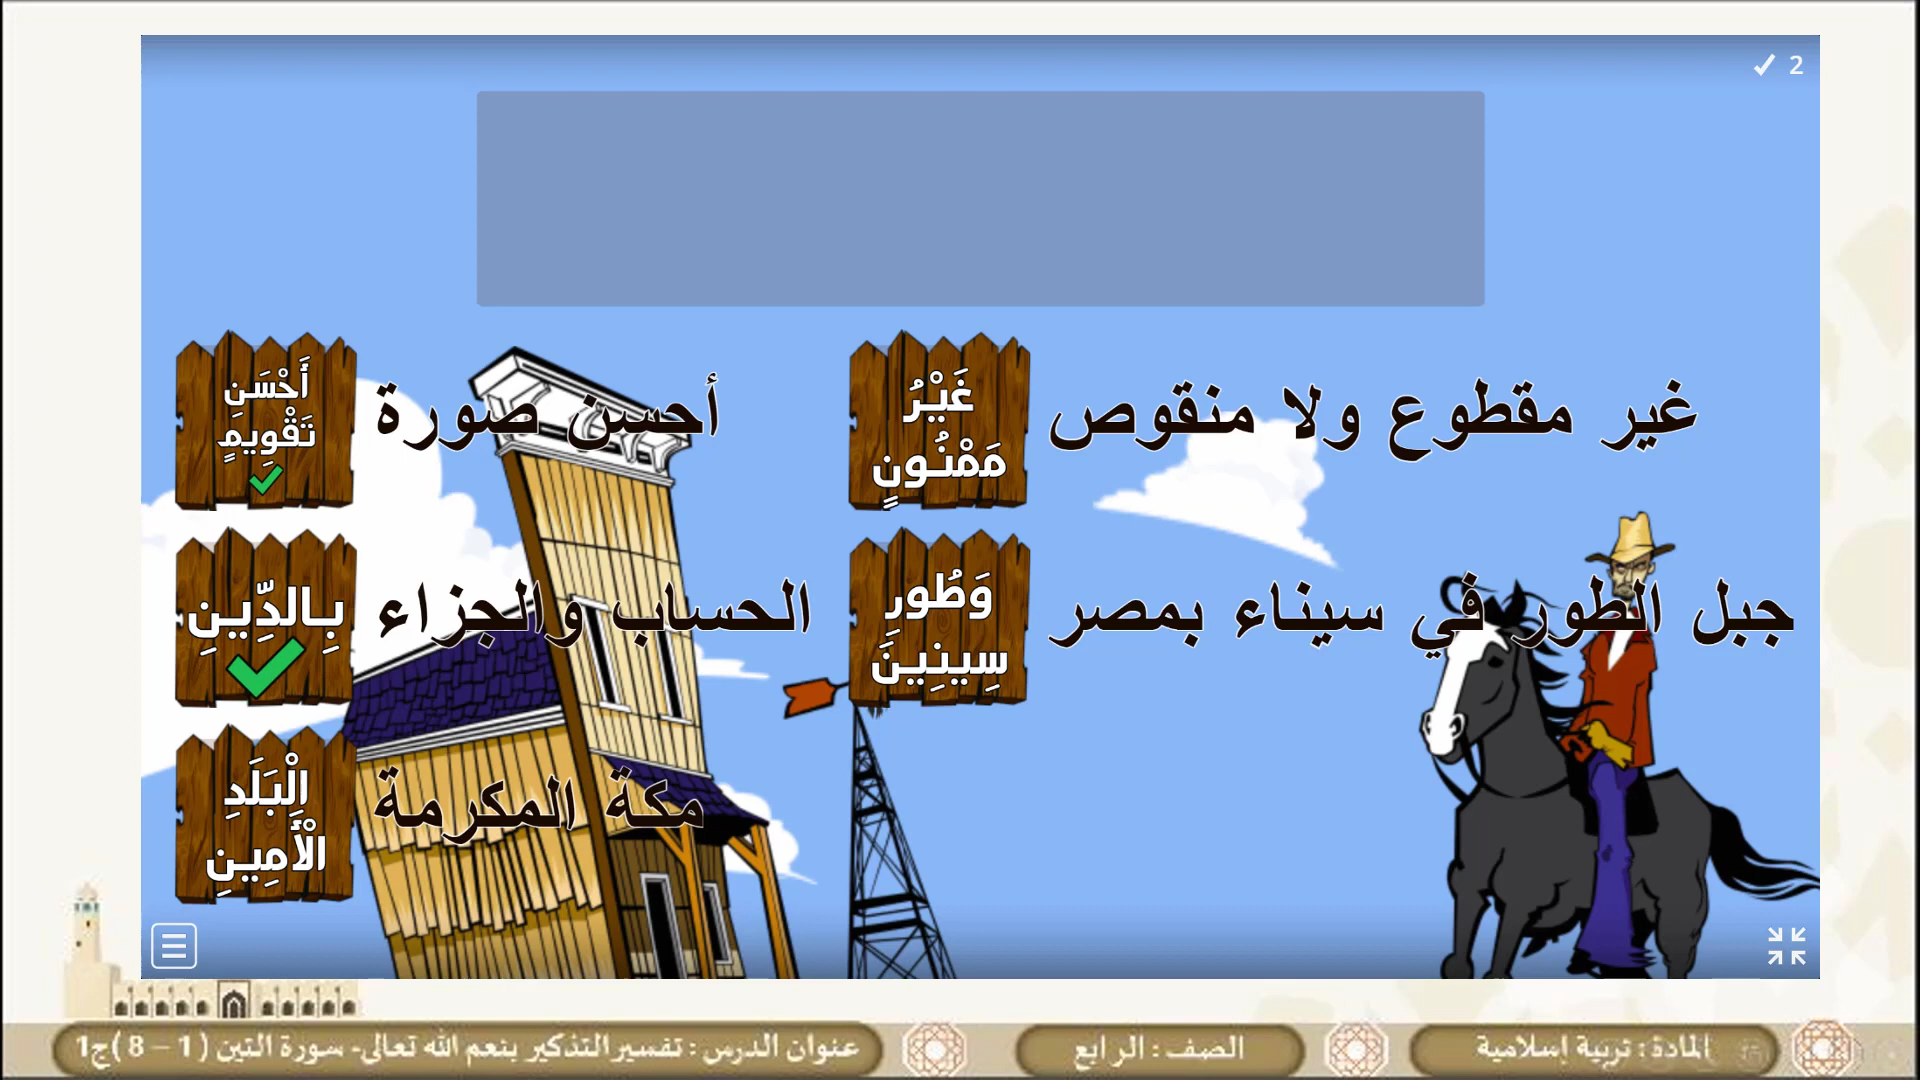 ✓ 2
أَحْسَنِ
تَقْوِيمٍ
أحسن صورة
غَيْرُ
مَمْنُونٍ
غير مقطوع ولا منقوص
بِالدِّينِ
الحساب والجزاء
وَطُورِ
سِينِينَ
جبل الطور في سيناء بمصر
الْبَلَدِ
الْأَمِينِ
مكة المكرمة
المادة : تربية إسلامية
الصف : الرابع
عنوان الدرس : تفسير التذكير بنعم الله تعالى- سورة التين ( 1 – 8 )ج1